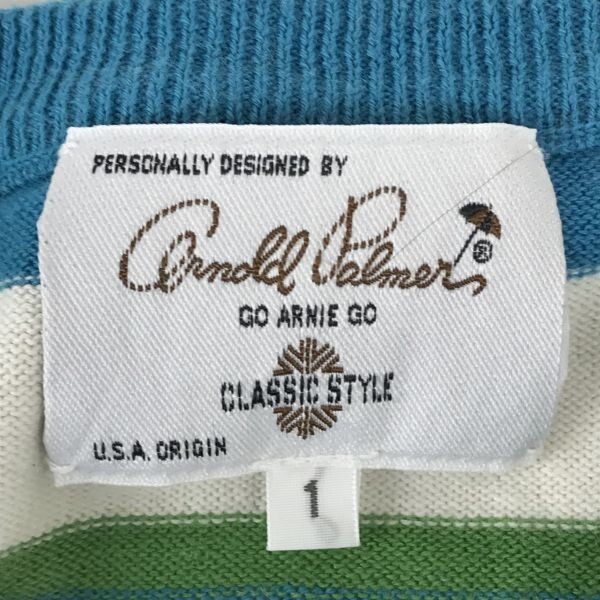 PERSONALLY DESIGNED BY
Arnold Palmer ®
GO ARNIE GO
CLASSIC STYLE
U.S.A. ORIGIN
1